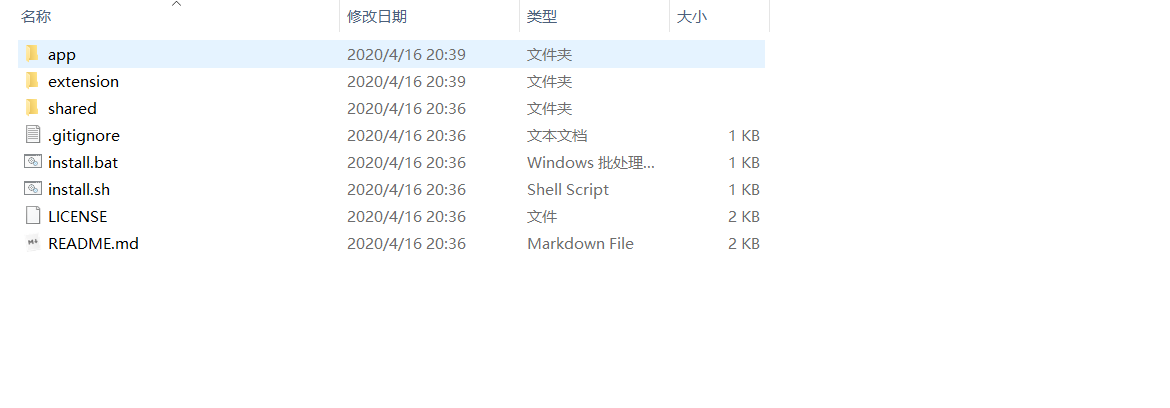 名称 修改日期 类型 大小
app 2020/4/16 20:39 文件夹
extension 2020/4/16 20:39 文件夹
shared 2020/4/16 20:36 文件夹
.gitignore 2020/4/16 20:36 文本文档 1 KB
install.bat 2020/4/16 20:36 Windows 批处理... 1 KB
install.sh 2020/4/16 20:36 Shell Script 1 KB
LICENSE 2020/4/16 20:36 文件 2 KB
README.md 2020/4/16 20:36 Markdown File 2 KB